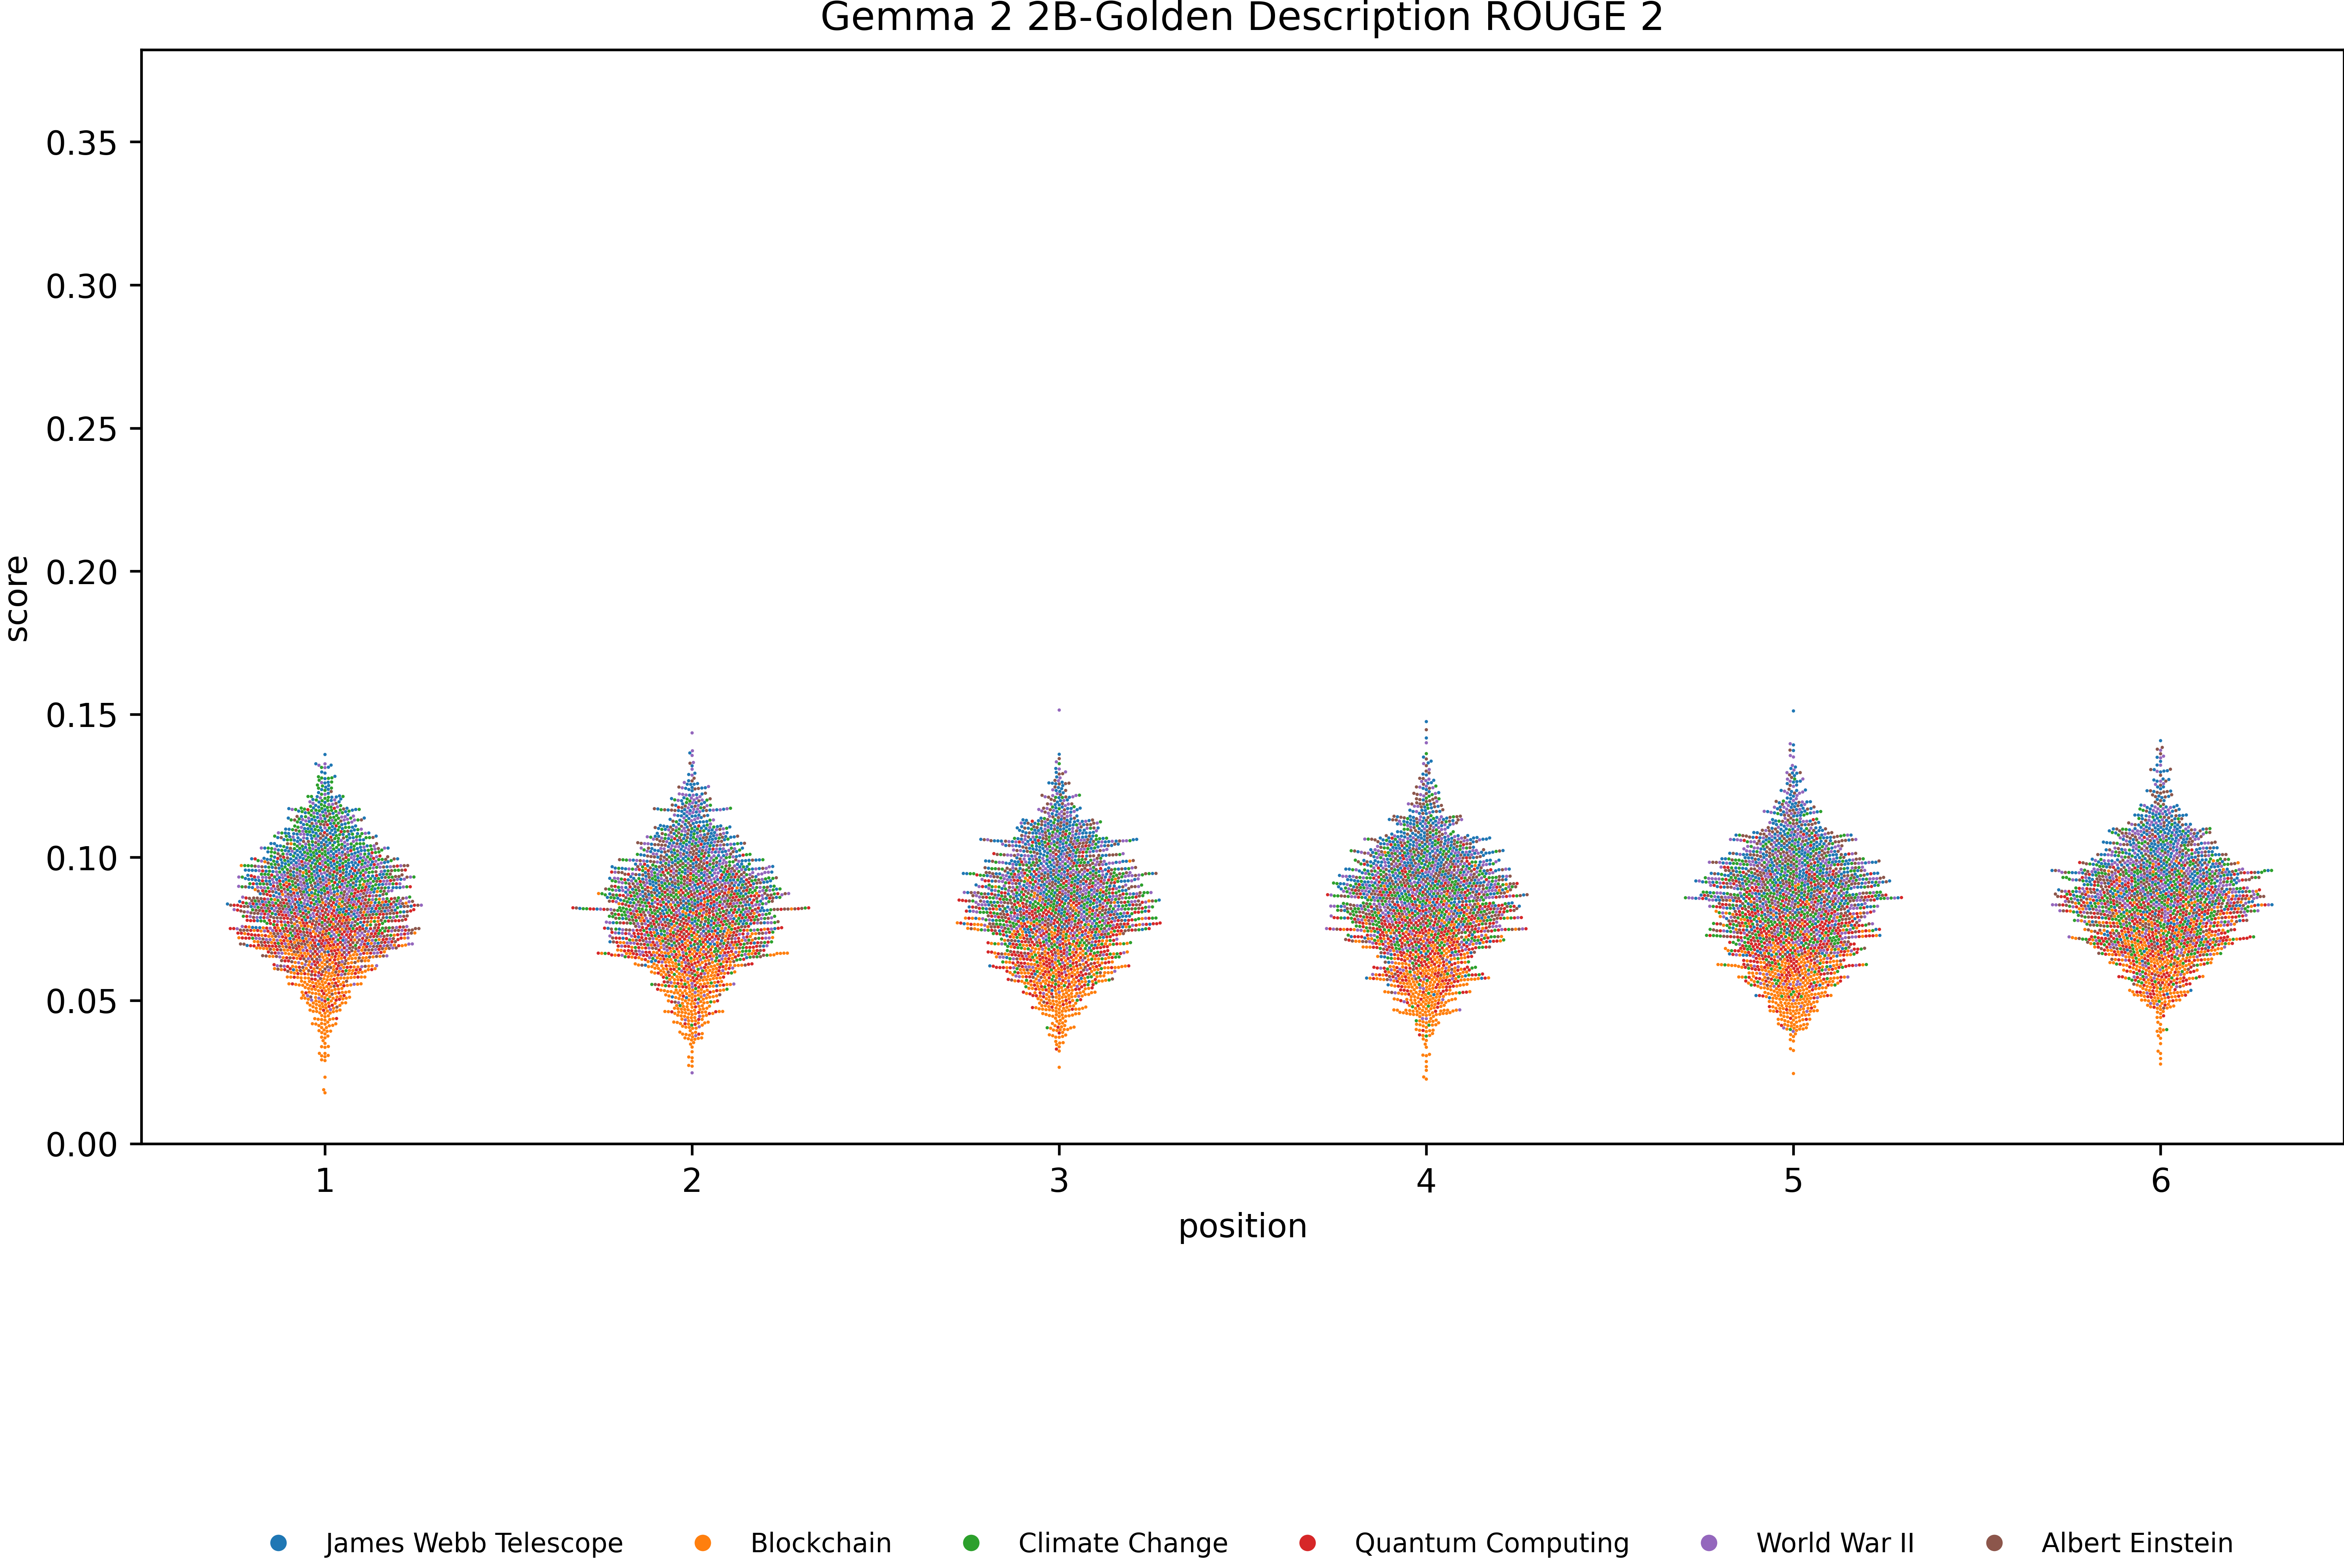 Gemma 2 2B-Golden Description ROUGE 2
0.35
0.30
0.25
0.20
0.15
0.10
0.05
0.00
score
1 2 3 4 5 6
position
James Webb Telescope Blockchain Climate Change Quantum Computing World War II Albert Einstein